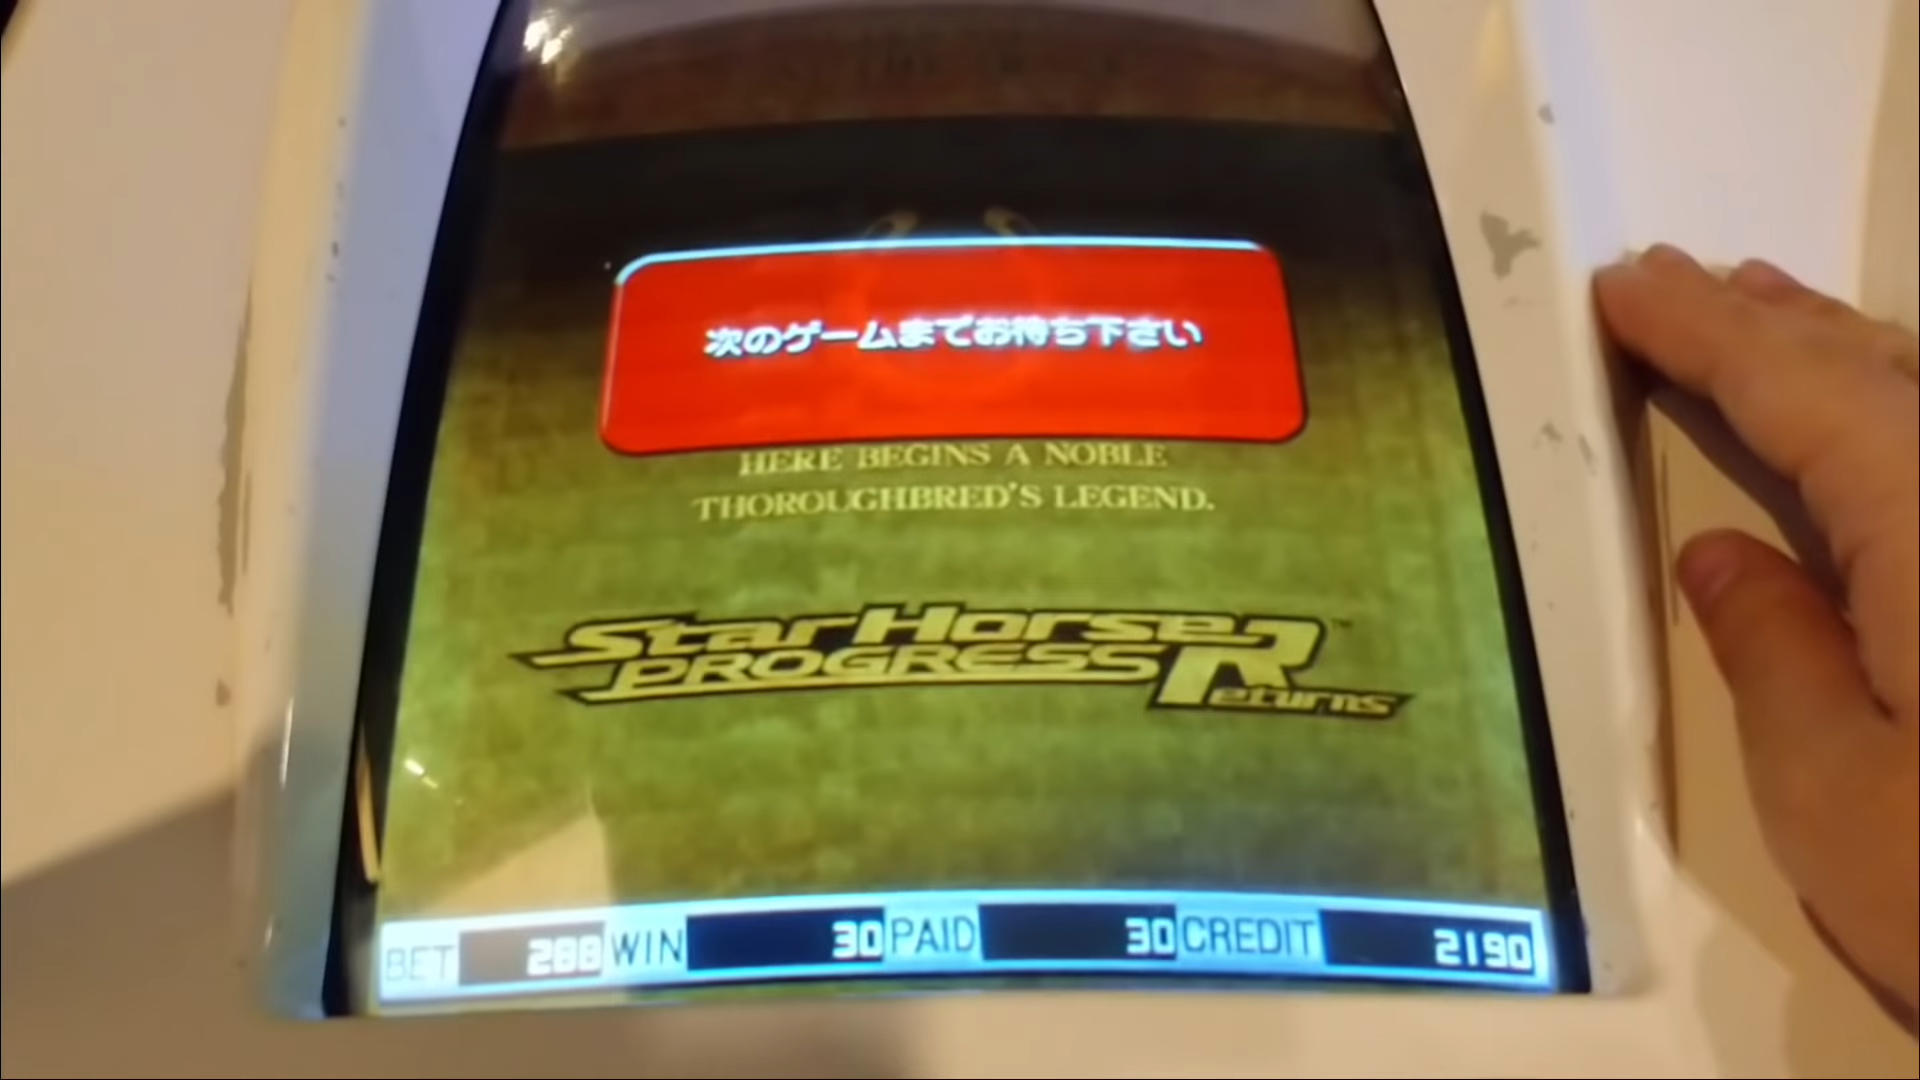 次のゲームまでお待ち下さい
HERE BEGINS A NOBLE
THOROUGHBRED'S LEGEND.
StarHorse
PROGRESS Returns
™
BET 288 WIN 30 PAID 30 CREDIT 2190